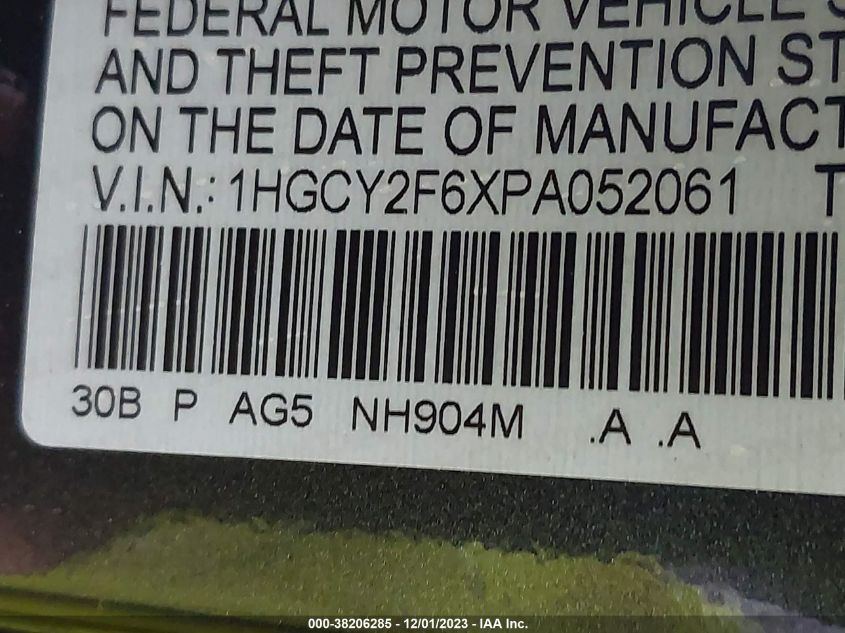 FEDERAL MOTOR VEHICLE S
AND THEFT PREVENTION ST
ON THE DATE OF MANUFACT
V.I.N.: 1HGCY2F6XPA052061 T
30B P AG5 NH904M .A .A
000-38206285 - 12/01/2023 - IAA Inc.